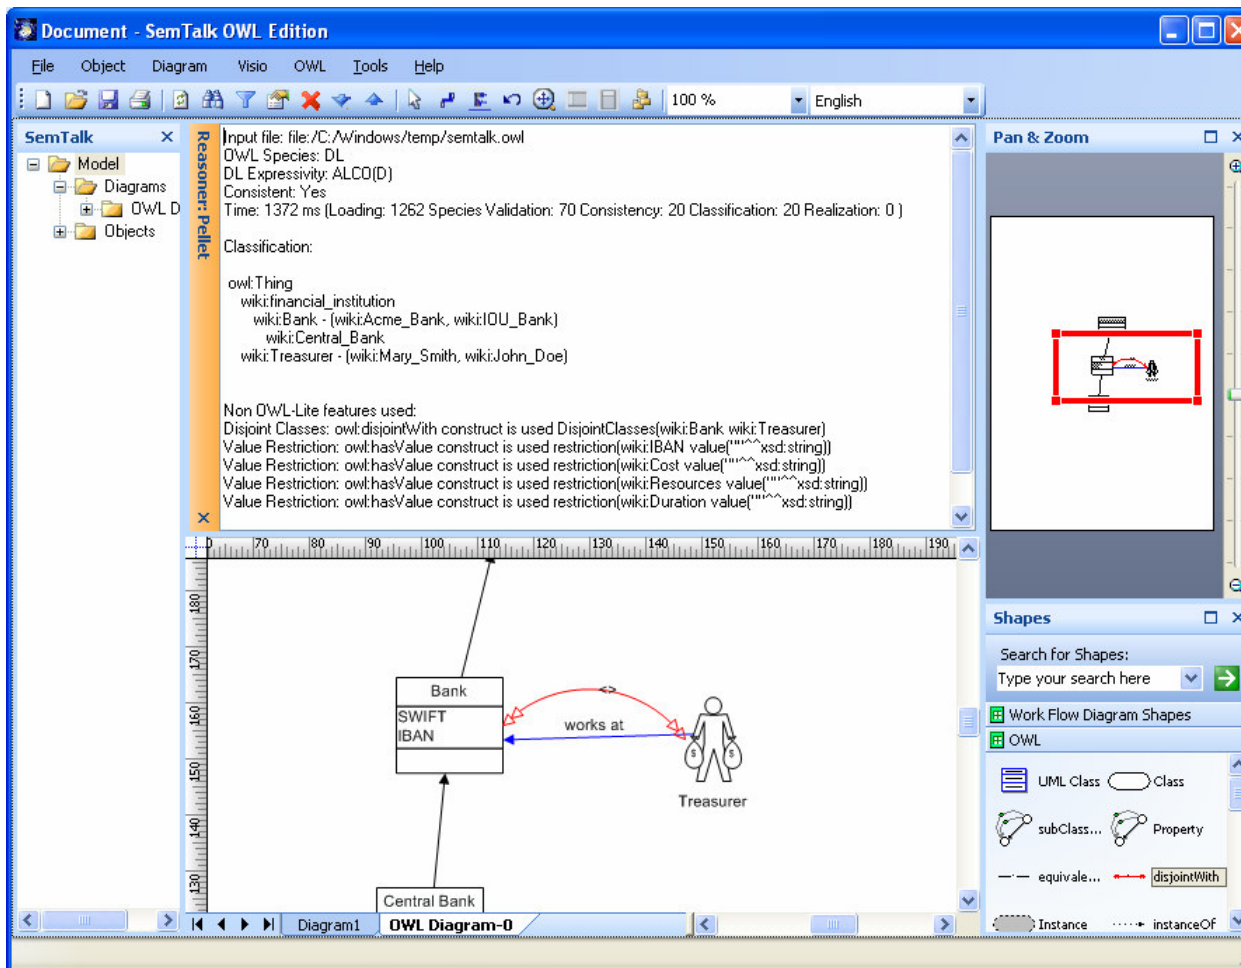 Document - SemTalk OWL Edition
File Object Diagram Visio OWL Tools Help
100 % English
SemTalk
Model
Diagrams
OWL D
Objects
Reasoner: Pellet
Input file: file:/C:/Windows/temp/semtalk.owl
OWL Species: DL
DL Expressivity: ALCO(D)
Consistent: Yes
Time: 1372 ms (Loading: 1262 Species Validation: 70 Consistency: 20 Classification: 20 Realization: 0 )
Classification:
owl:Thing
wiki:financial_institution
wiki:Bank - (wiki:Acme_Bank, wiki:IOU_Bank)
wiki:Central_Bank
wiki:Treasurer - (wiki:Mary_Smith, wiki:John_Doe)
Non OWL-Lite features used:
Disjoint Classes: owl:disjointWith construct is used DisjointClasses(wiki:Bank wiki:Treasurer)
Value Restriction: owl:hasValue construct is used restriction(wiki:IBAN value(""^^xsd:string))
Value Restriction: owl:hasValue construct is used restriction(wiki:Cost value(""^^xsd:string))
Value Restriction: owl:hasValue construct is used restriction(wiki:Resources value(""^^xsd:string))
Value Restriction: owl:hasValue construct is used restriction(wiki:Duration value(""^^xsd:string))
70 80 90 100 110 120 130 140 150 160 170 180 190
180
170
160
150
140
130
Bank
SWIFT
IBAN
<>
works at
$ $
Treasurer
Central Bank
Diagram1 OWL Diagram-0
Pan & Zoom
Shapes
Search for Shapes:
Type your search here
Work Flow Diagram Shapes
OWL
UML Class Class
subClass... Property
equivale... disjointWith
Instance instanceOf